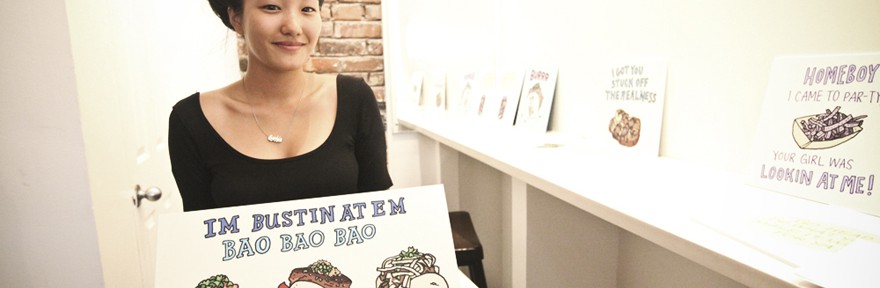 IM BUSTIN AT EM
BAO BAO BAO
I GOT YOU
STUCK OFF
THE REALNESS
HOMEBOY
I CAME TO PAR-TY
YOUR GIRL WAS
LOOKIN AT ME!